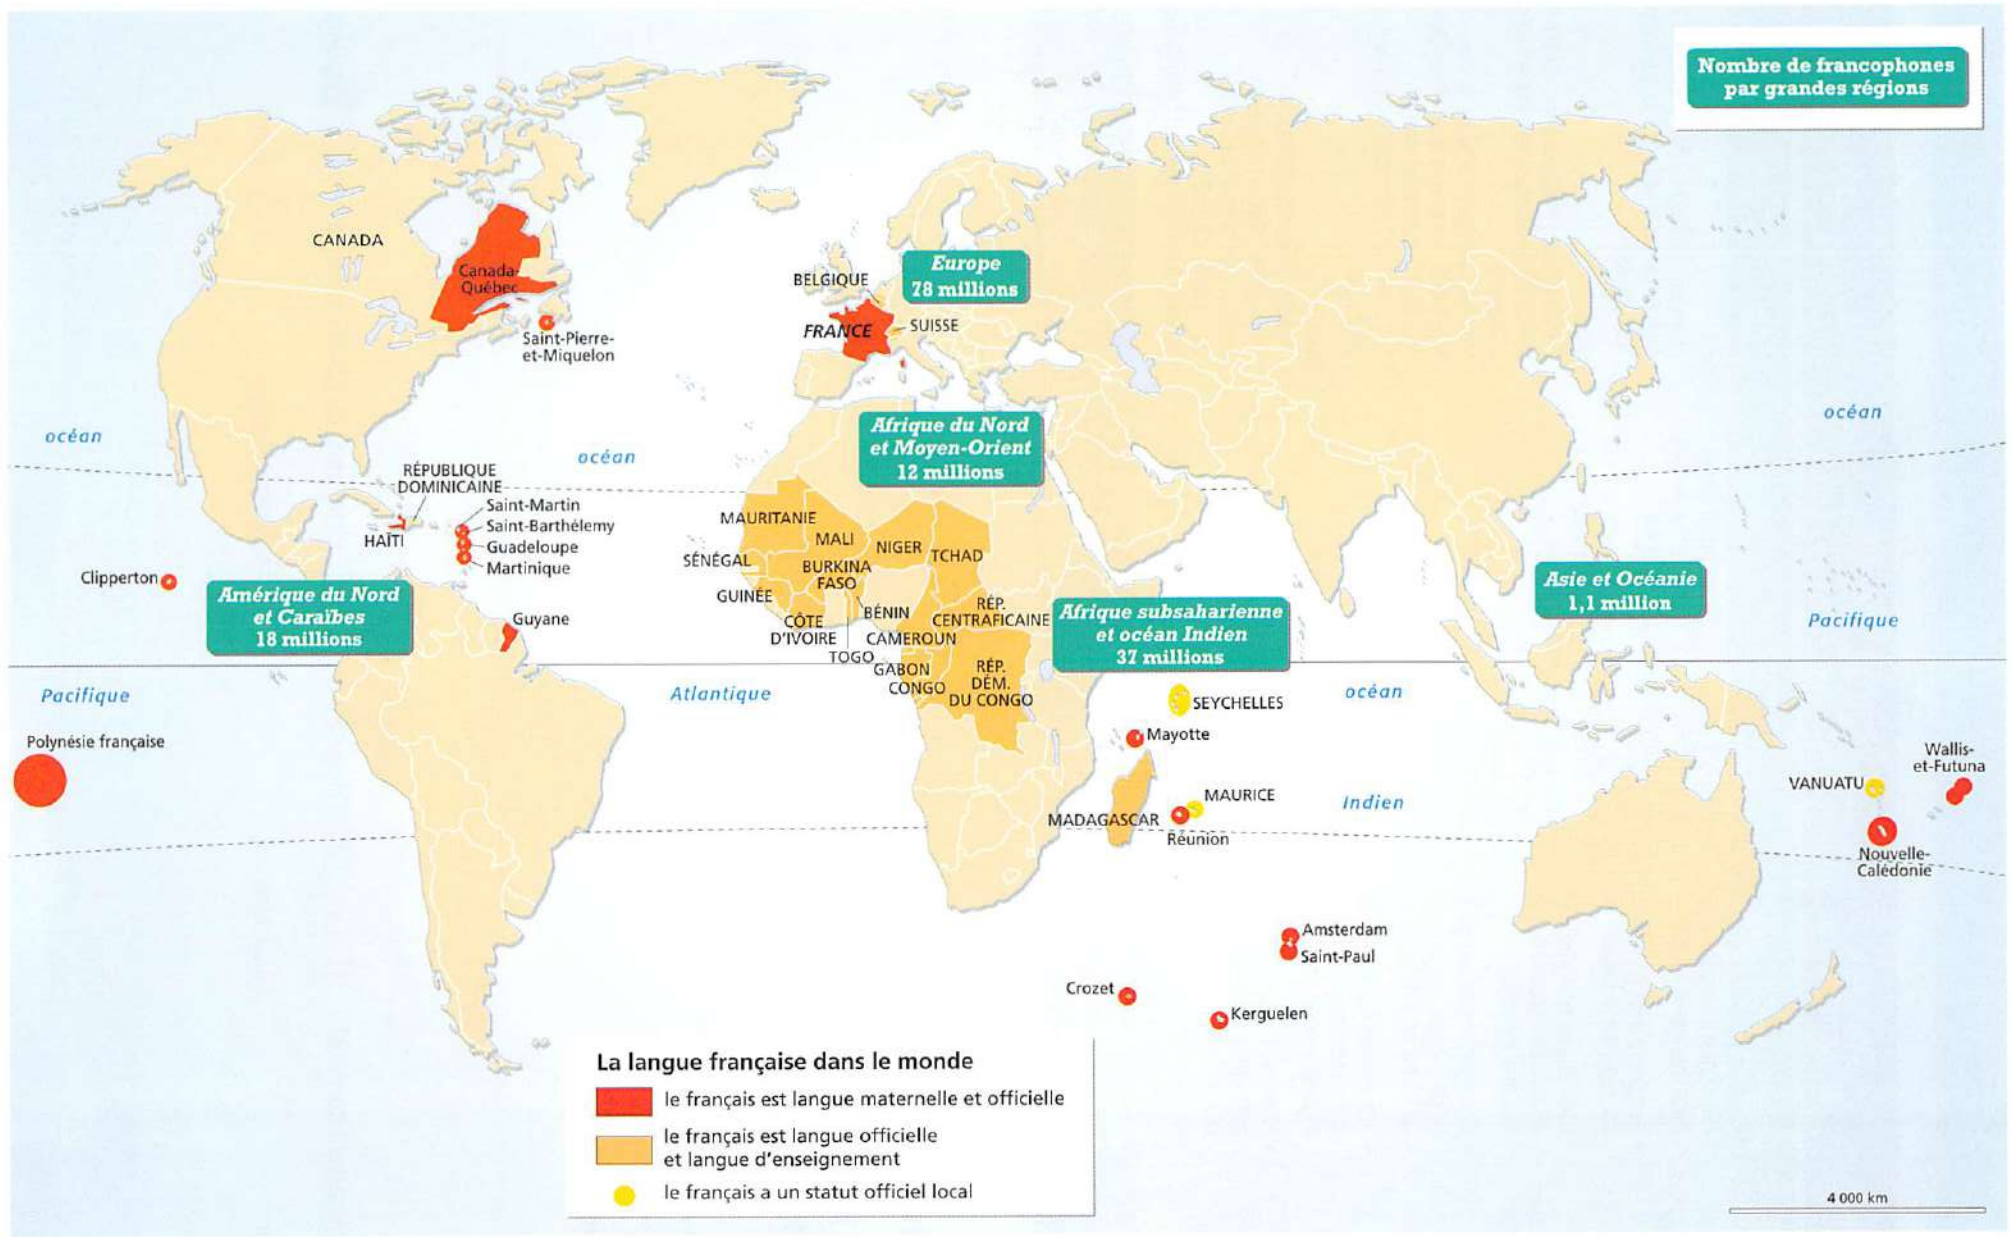 Nombre de francophones
par grandes régions
CANADA
Canada-
Québec
Saint-Pierre-
et-Miquelon
BELGIQUE
Europe
78 millions
FRANCE
SUISSE
océan
océan
océan
Afrique du Nord
et Moyen-Orient
12 millions
RÉPUBLIQUE
DOMINICAINE
Saint-Martin
Saint-Barthélemy
Guadeloupe
Martinique
HAÏTI
Clipperton
Amérique du Nord
et Caraïbes
18 millions
Guyane
MAURITANIE
MALI
NIGER
TCHAD
SÉNÉGAL
BURKINA
FASO
GUINÉE
BÉNIN
CÔTE
D'IVOIRE
TOGO
CAMEROUN
RÉP.
CENTRAFICAINE
GABON
CONGO
RÉP.
DÉM.
DU CONGO
Afrique subsaharienne
et océan Indien
37 millions
Asie et Océanie
1,1 million
Pacifique
Pacifique
Atlantique
océan
Indien
Polynésie française
SEYCHELLES
Mayotte
MAURICE
MADAGASCAR
Réunion
VANUATU
Wallis-
et-Futuna
Nouvelle-
Calédonie
Amsterdam
Saint-Paul
Crozet
Kerguelen
La langue française dans le monde
le français est langue maternelle et officielle
le français est langue officielle
et langue d'enseignement
le français a un statut officiel local
4 000 km